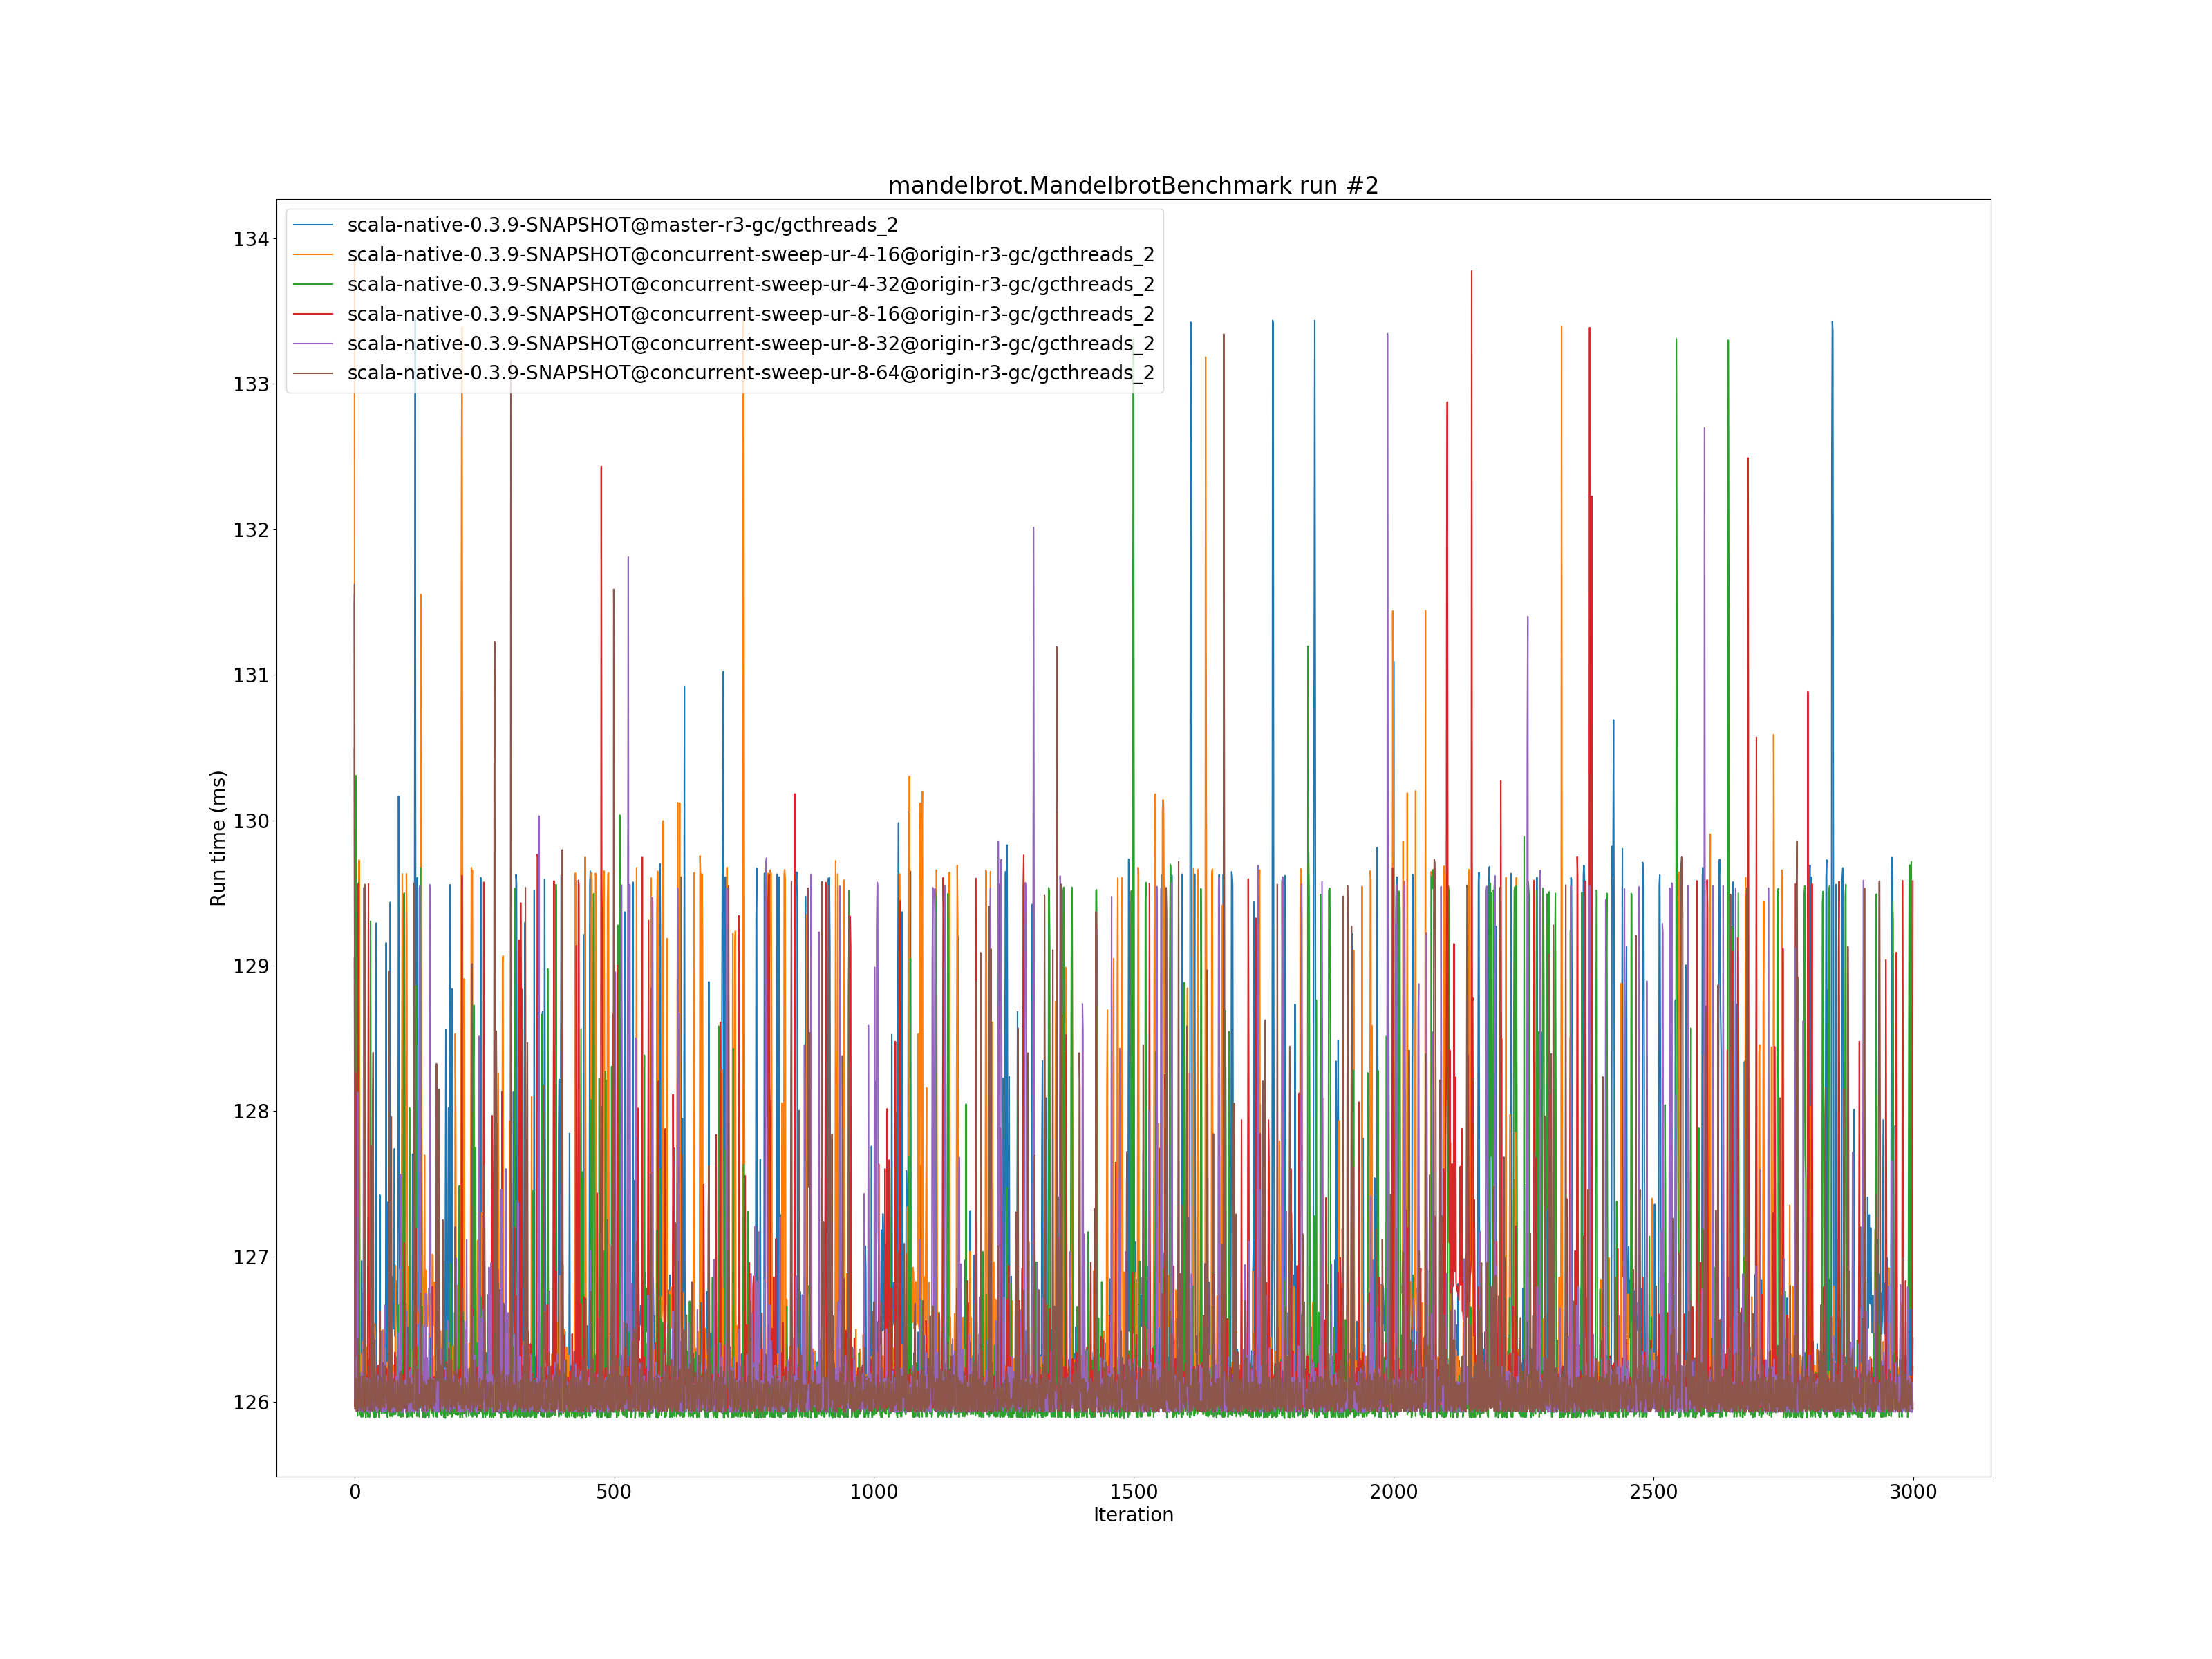 mandelbrot.MandelbrotBenchmark run #2
scala-native-0.3.9-SNAPSHOT@master-r3-gc/gcthreads_2
scala-native-0.3.9-SNAPSHOT@concurrent-sweep-ur-4-16@origin-r3-gc/gcthreads_2
scala-native-0.3.9-SNAPSHOT@concurrent-sweep-ur-4-32@origin-r3-gc/gcthreads_2
scala-native-0.3.9-SNAPSHOT@concurrent-sweep-ur-8-16@origin-r3-gc/gcthreads_2
scala-native-0.3.9-SNAPSHOT@concurrent-sweep-ur-8-32@origin-r3-gc/gcthreads_2
scala-native-0.3.9-SNAPSHOT@concurrent-sweep-ur-8-64@origin-r3-gc/gcthreads_2
134
133
132
131
130
129
128
127
126
Run time (ms)
0 500 1000 1500 2000 2500 3000
Iteration